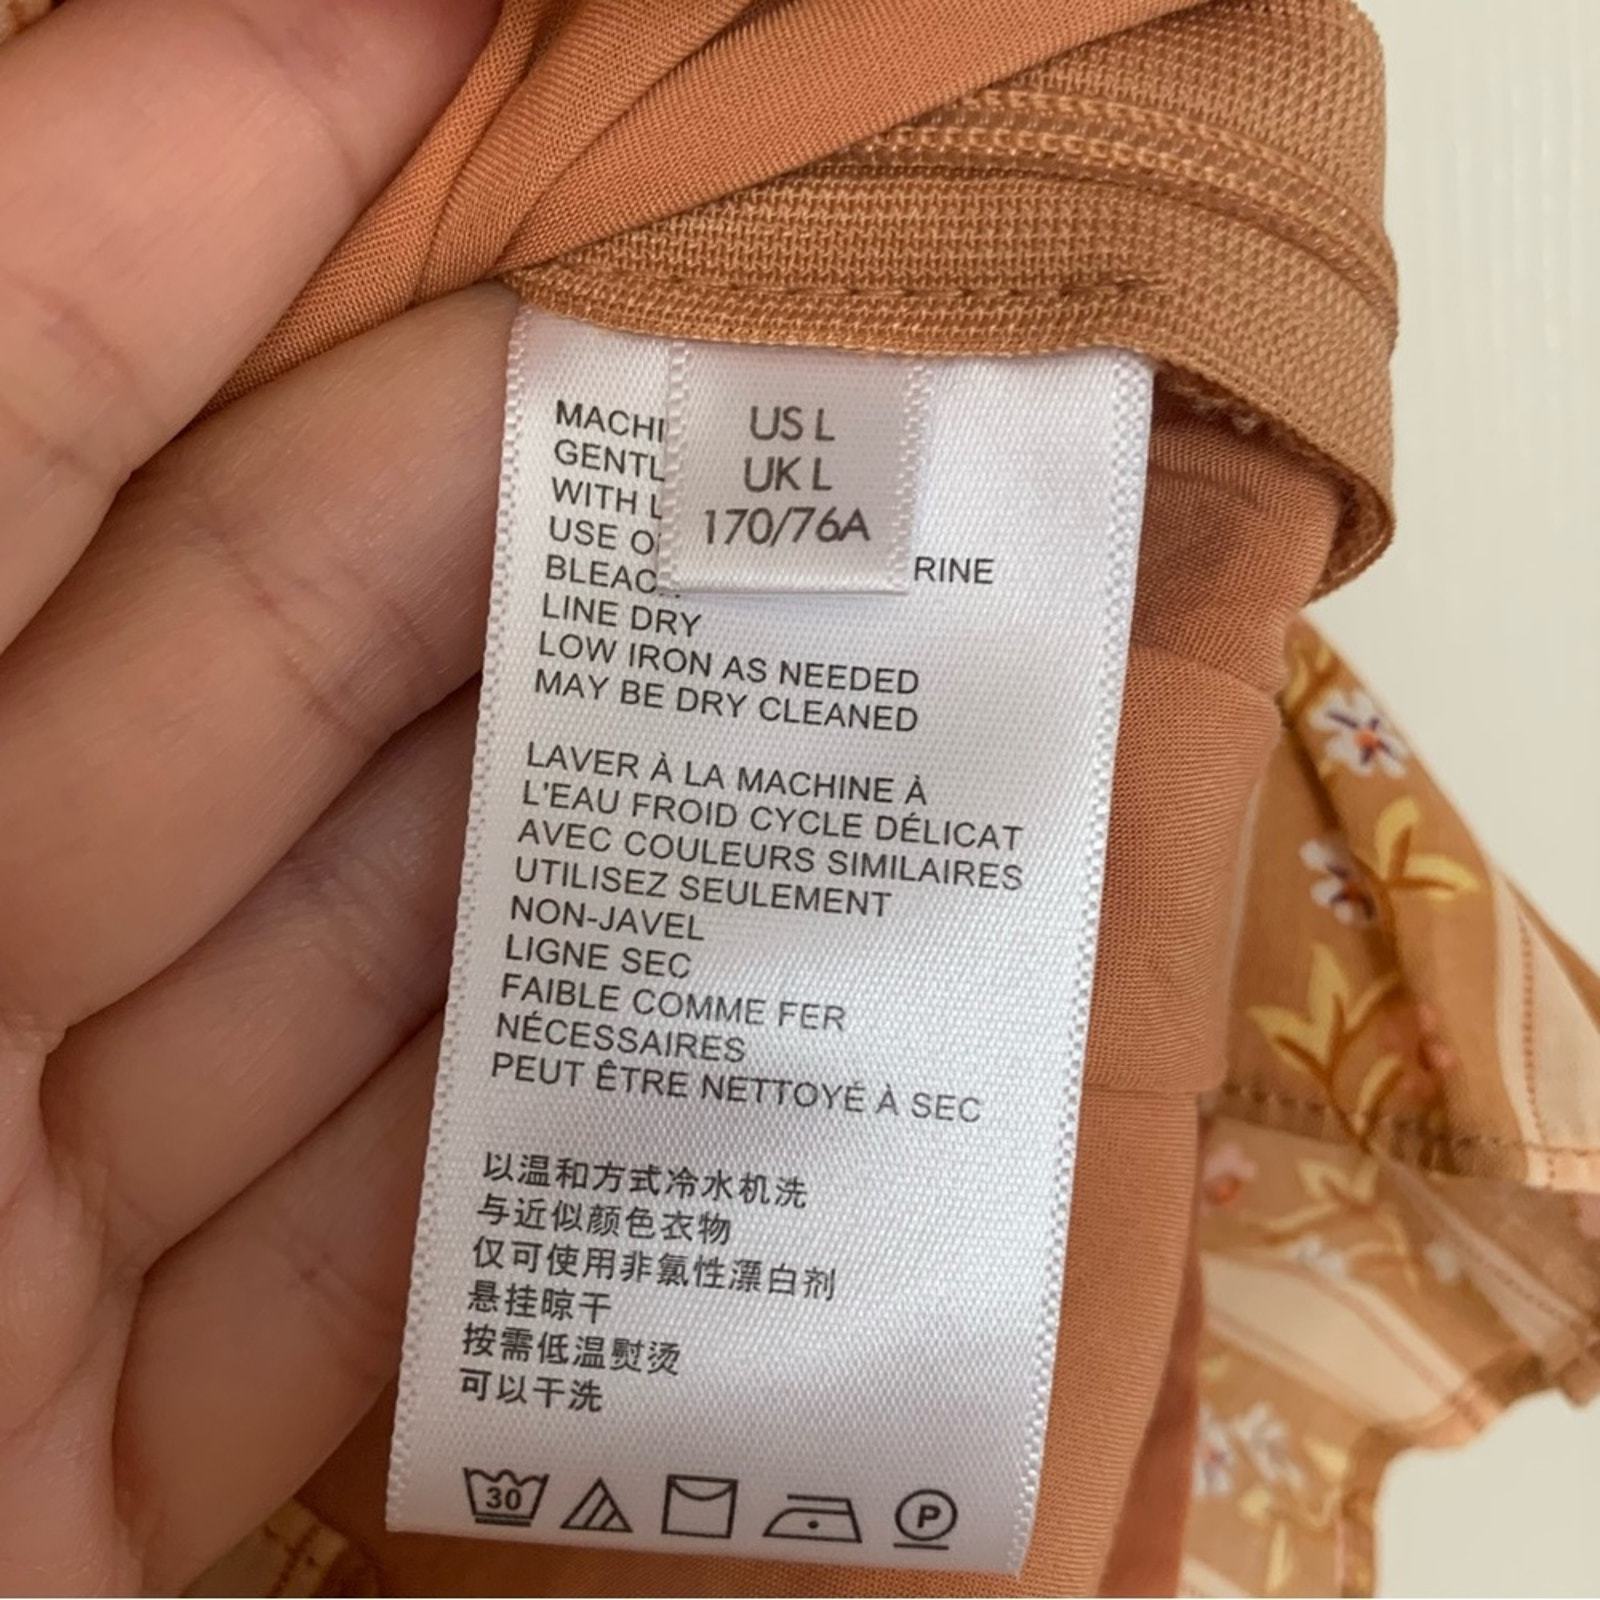 US L
UK L
170/76A
MACHI
GENTL
WITH L
USE O
BLEAC
RINE
LINE DRY
LOW IRON AS NEEDED
MAY BE DRY CLEANED
LAVER À LA MACHINE À
L'EAU FROID CYCLE DÉLICAT
AVEC COULEURS SIMILAIRES
UTILISEZ SEULEMENT
NON-JAVEL
LIGNE SEC
FAIBLE COMME FER
NÉCESSAIRES
PEUT ÊTRE NETTOYÉ À SEC
以温和方式冷水机洗
与近似颜色衣物
仅可使用非氯性漂白剂
悬挂晾干
按需低温熨烫
可以干洗
30
P